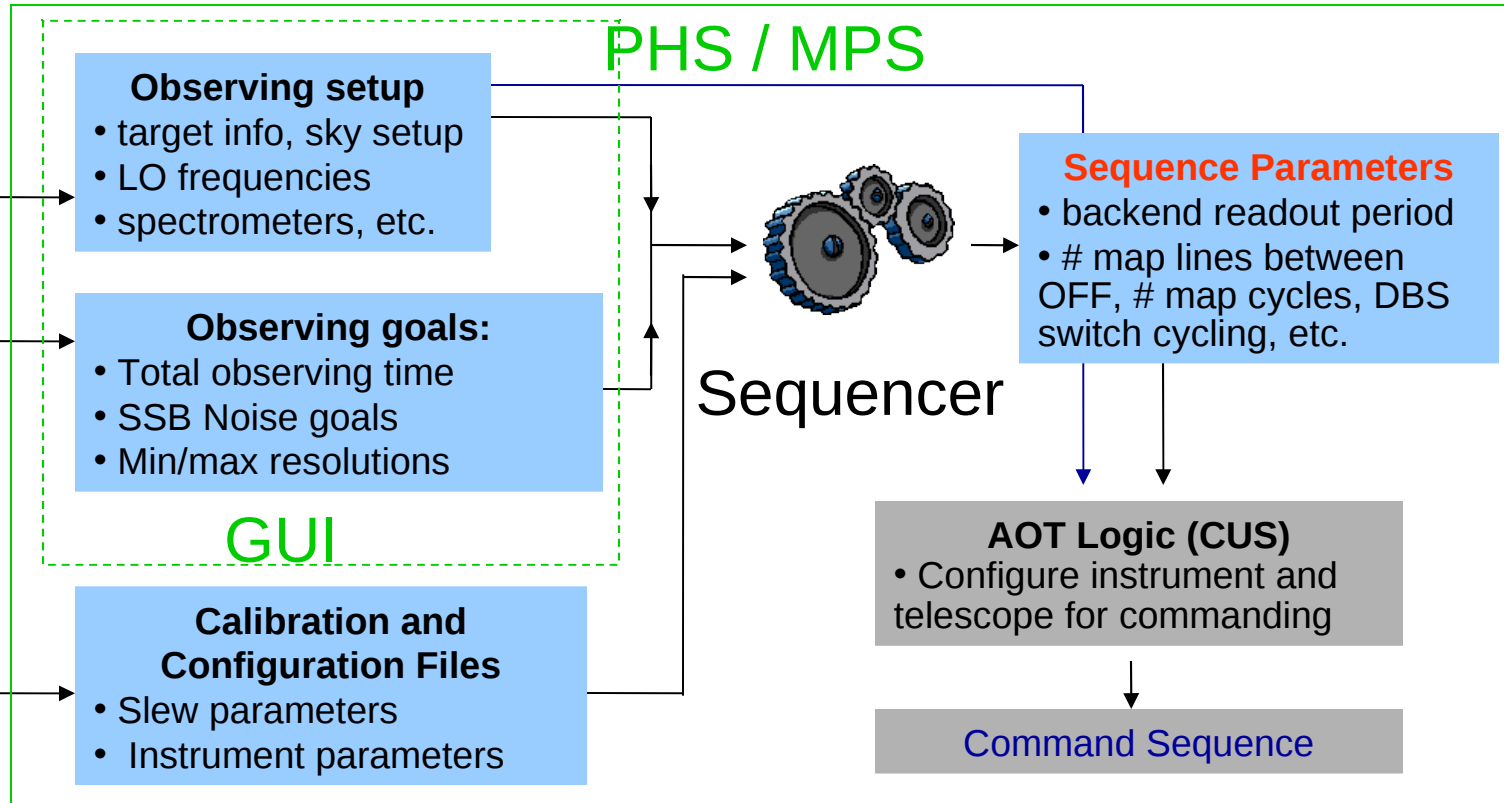 PHS / MPS
Observing setup
• target info, sky setup
• LO frequencies
• spectrometers, etc.
Observing goals:
• Total observing time
• SSB Noise goals
• Min/max resolutions
GUI
Calibration and
Configuration Files
• Slew parameters
• Instrument parameters
Sequencer
Sequence Parameters
• backend readout period
• # map lines between
OFF, # map cycles, DBS
switch cycling, etc.
AOT Logic (CUS)
• Configure instrument and
telescope for commanding
Command Sequence